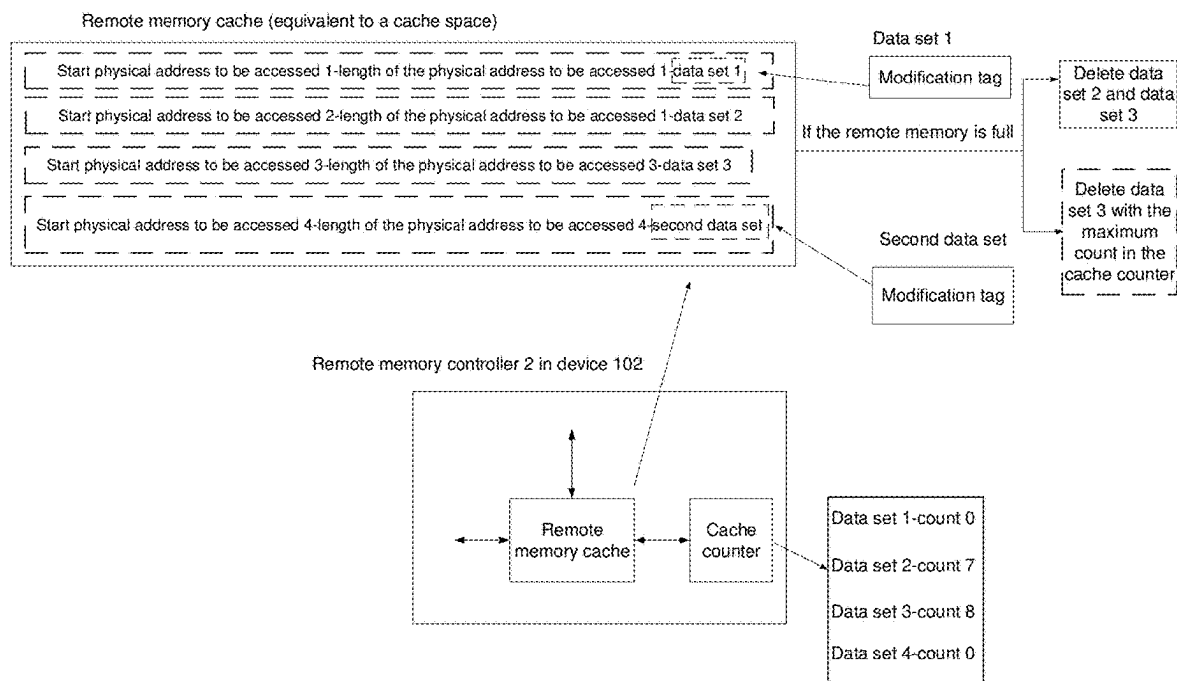 Remote memory cache (equivalent to a cache space)
Start physical address to be accessed 1-length of the physical address to be accessed 1-data set 1
Start physical address to be accessed 2-length of the physical address to be accessed 1-data set 2
Start physical address to be accessed 3-length of the physical address to be accessed 3-data set 3
Start physical address to be accessed 4-length of the physical address to be accessed 4-second data set
Data set 1
Modification tag
If the remote memory is full
Second data set
Modification tag
Delete data
set 2 and data
set 3
Delete data
set 3 with the
maximum
count in the
cache counter
Remote memory controller 2 in device 102
Remote
memory cache
Cache
counter
Data set 1-count 0
Data set 2-count 7
Data set 3-count 8
Data set 4-count 0